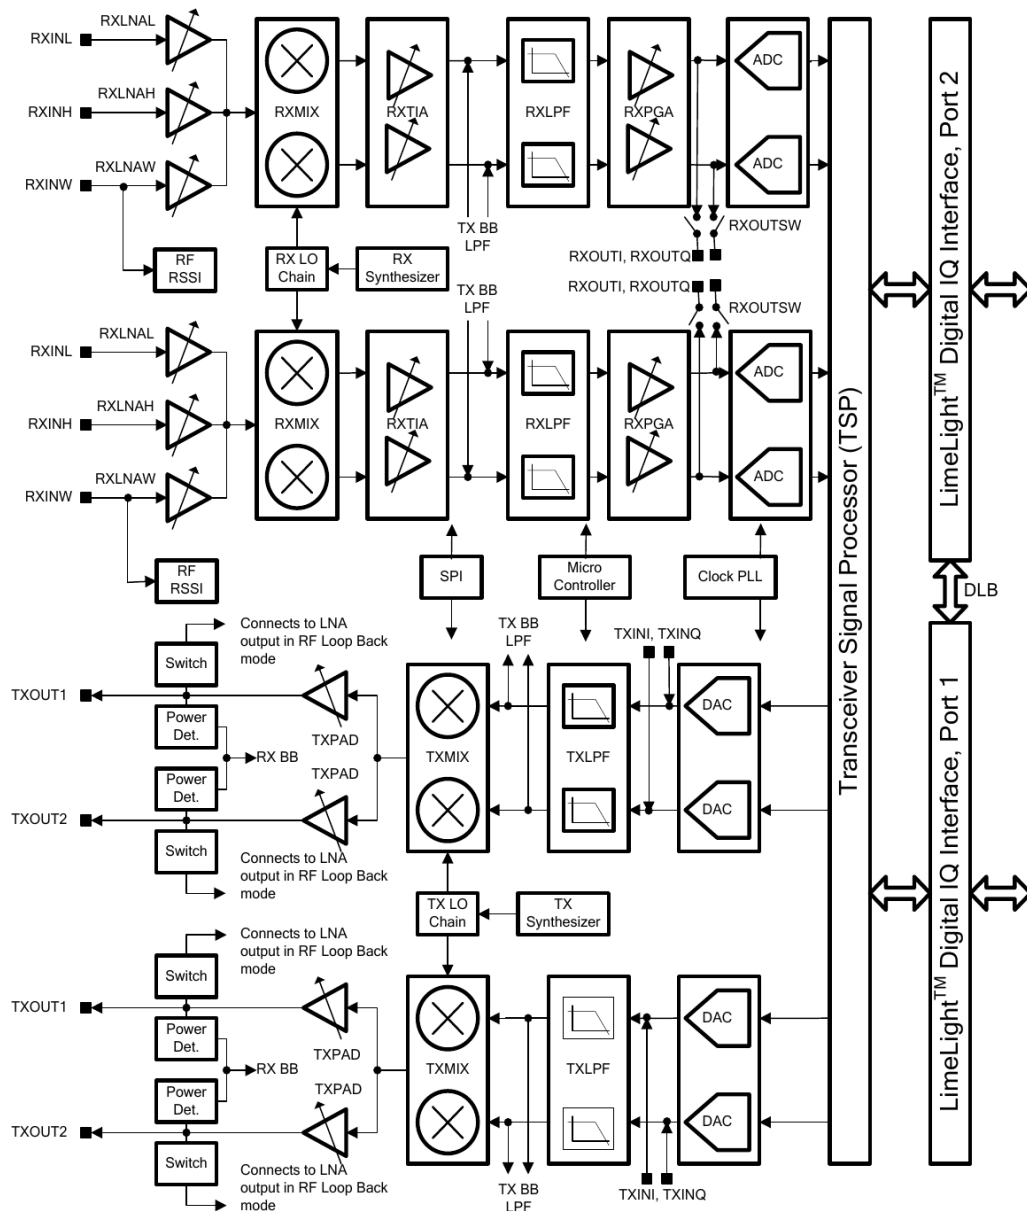 RXINL
RXLNAL
RXINH
RXLNAH
RXINW
RXLNAW
RF
RSSI
RXMIX
RXTIA
TX BB
LPF
RXLPF
RXPGA
ADC
ADC
RXOUTSW
RXOUTI, RXOUTQ
RX LO
Chain
RX
Synthesizer
TX BB
LPF
RXOUTI, RXOUTQ
RXOUTSW
RXINL
RXLNAL
RXINH
RXLNAH
RXINW
RXLNAW
RF
RSSI
RXMIX
RXTIA
RXLPF
RXPGA
ADC
ADC
SPI
Micro
Controller
Clock PLL
Transceiver Signal Processor (TSP)
LimeLight™ Digital IQ Interface, Port 2
DLB
LimeLight™ Digital IQ Interface, Port 1
Connects to LNA
output in RF Loop Back
mode
Switch
TXOUT1
Power
Det.
TXPAD
RX BB
Power
Det.
TXPAD
TXOUT2
Switch
Connects to LNA
output in RF Loop Back
mode
TXMIX
TX BB
LPF
TXLPF
TXINI, TXINQ
DAC
DAC
TX LO
Chain
TX
Synthesizer
Connects to LNA
output in RF Loop Back
mode
Switch
TXOUT1
Power
Det.
TXPAD
RX BB
Power
Det.
TXPAD
TXOUT2
Switch
Connects to LNA
output in RF Loop Back
mode
TXMIX
TXLPF
DAC
DAC
TX BB
LPF
TXINI, TXINQ